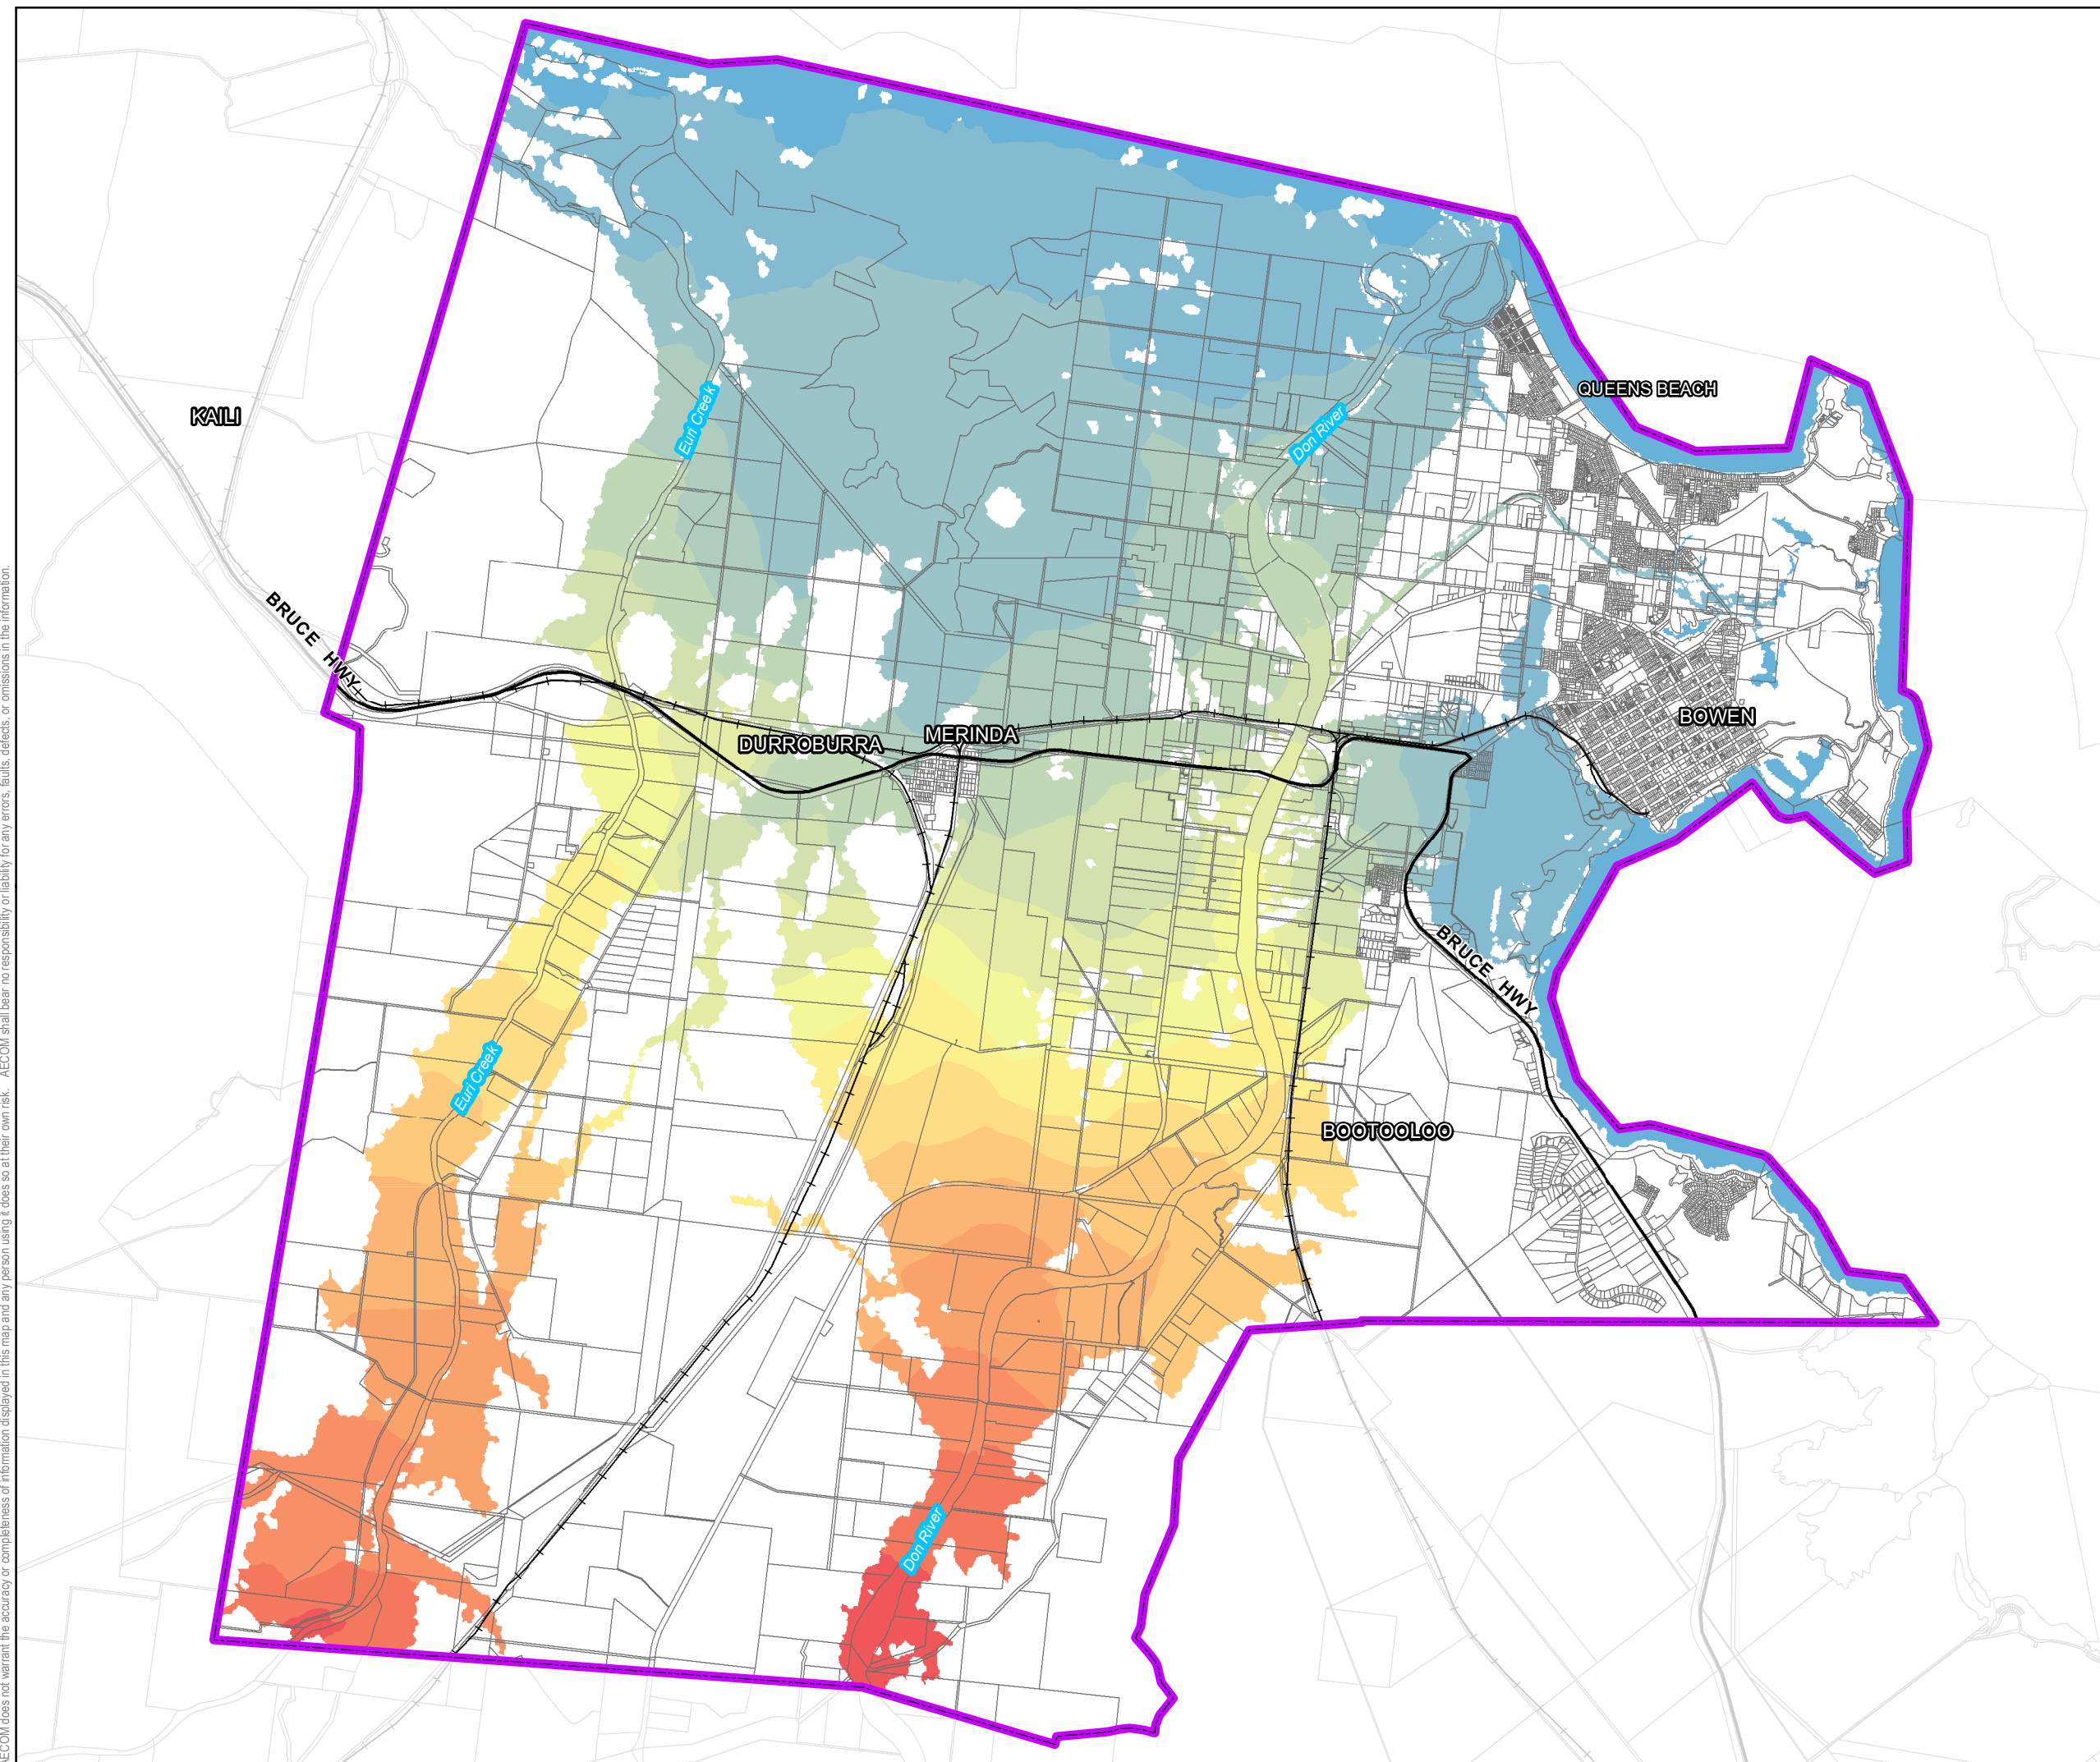 QUEENS BEACH
KAILI
Euri Creek
Don River
BRUCE HWY
BOWEN
MERINDA
DURROBURRA
BRUCE HWY
Euri Creek
BOOTOOLOO
Don River
AECOM does not warrant the accuracy or completeness of information displayed in this map and any person using it does so at their own risk. AECOM shall bear no responsibility or liability for any errors, faults, defects, or omissions in the information.